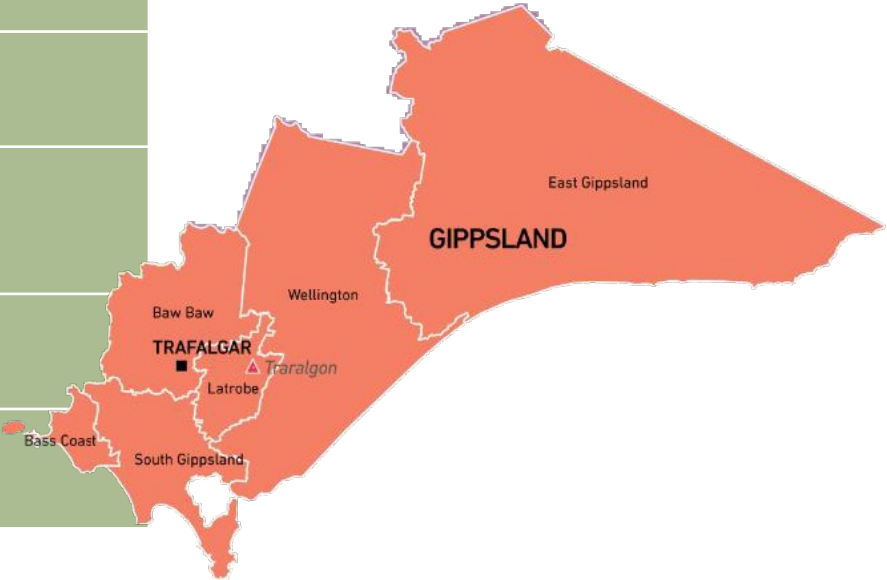 East Gippsland
GIPPSLAND
Wellington
Baw Baw
TRAFALGAR
Traralgon
Latrobe
Bass Coast
South Gippsland